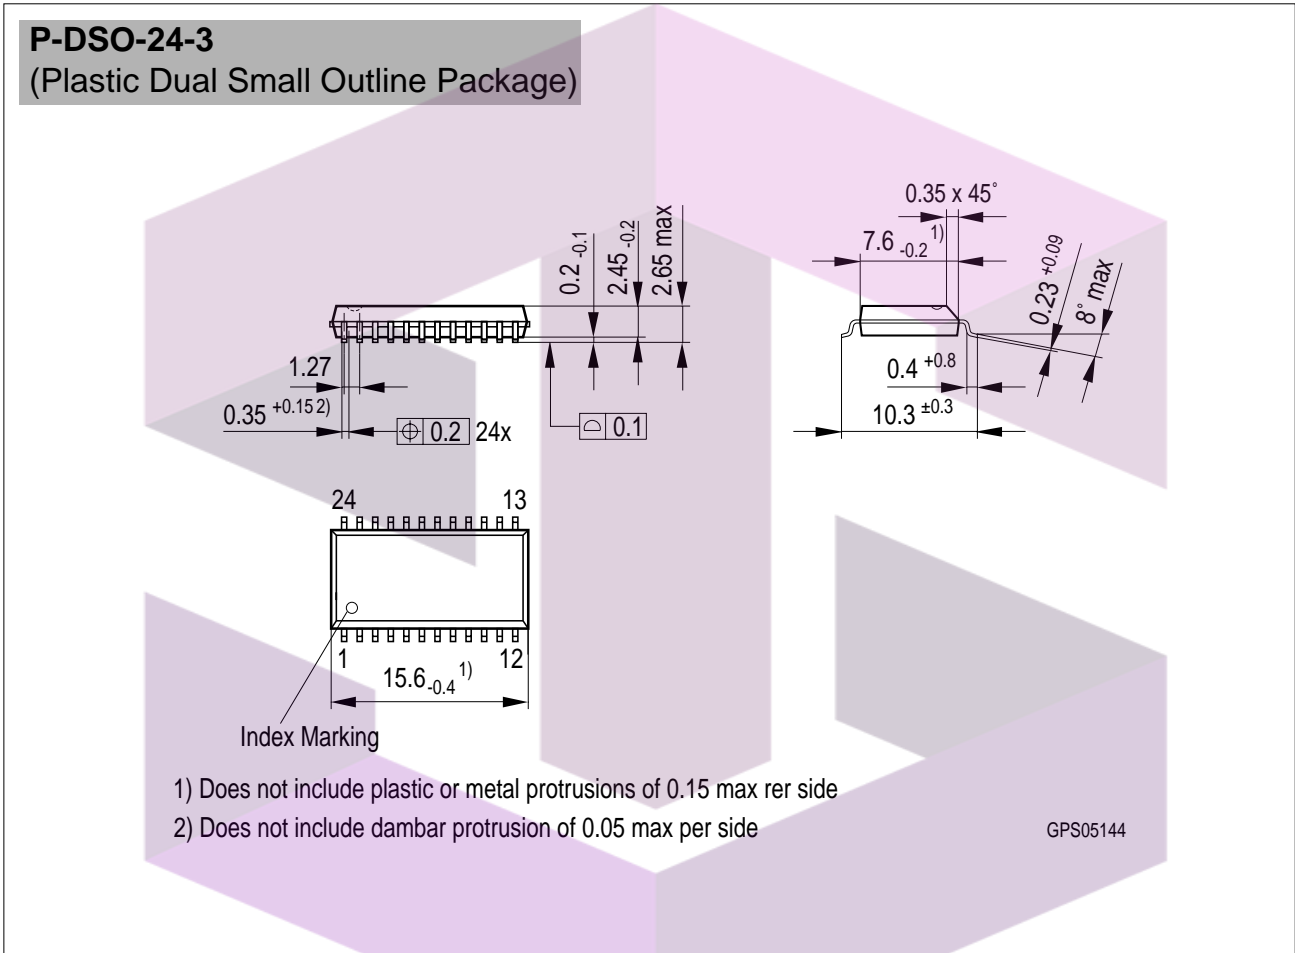 P-DSO-24-3
(Plastic Dual Small Outline Package)
0.2 -0.1
2.45 -0.2
2.65 max
1.27
0.35 +0.15 2)
0.2 24x
0.1
0.35 x 45°
7.6 -0.2 1)
0.23 +0.09
8° max
0.4 +0.8
10.3 ±0.3
24 13
1 12
15.6 -0.4 1)
Index Marking
1) Does not include plastic or metal protrusions of 0.15 max rer side
2) Does not include dambar protrusion of 0.05 max per side
GPS05144